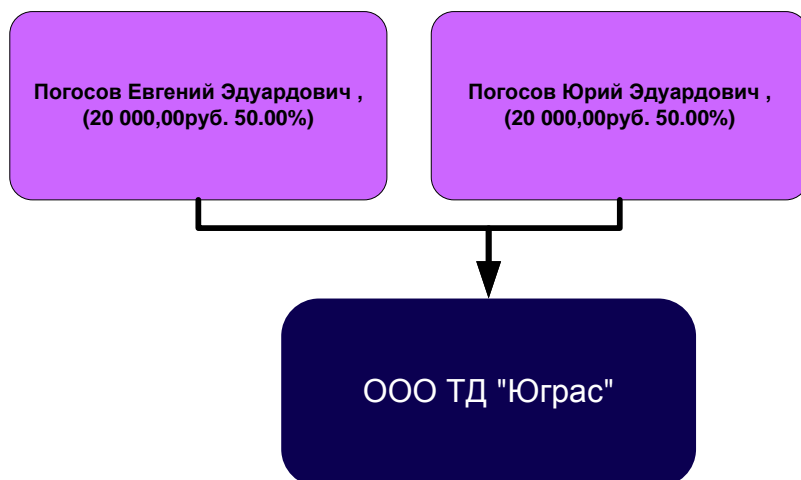 Погосов Евгений Эдуардович ,
(20 000,00руб. 50.00%)
Погосов Юрий Эдуардович ,
(20 000,00руб. 50.00%)
ООО ТД "Юграс"